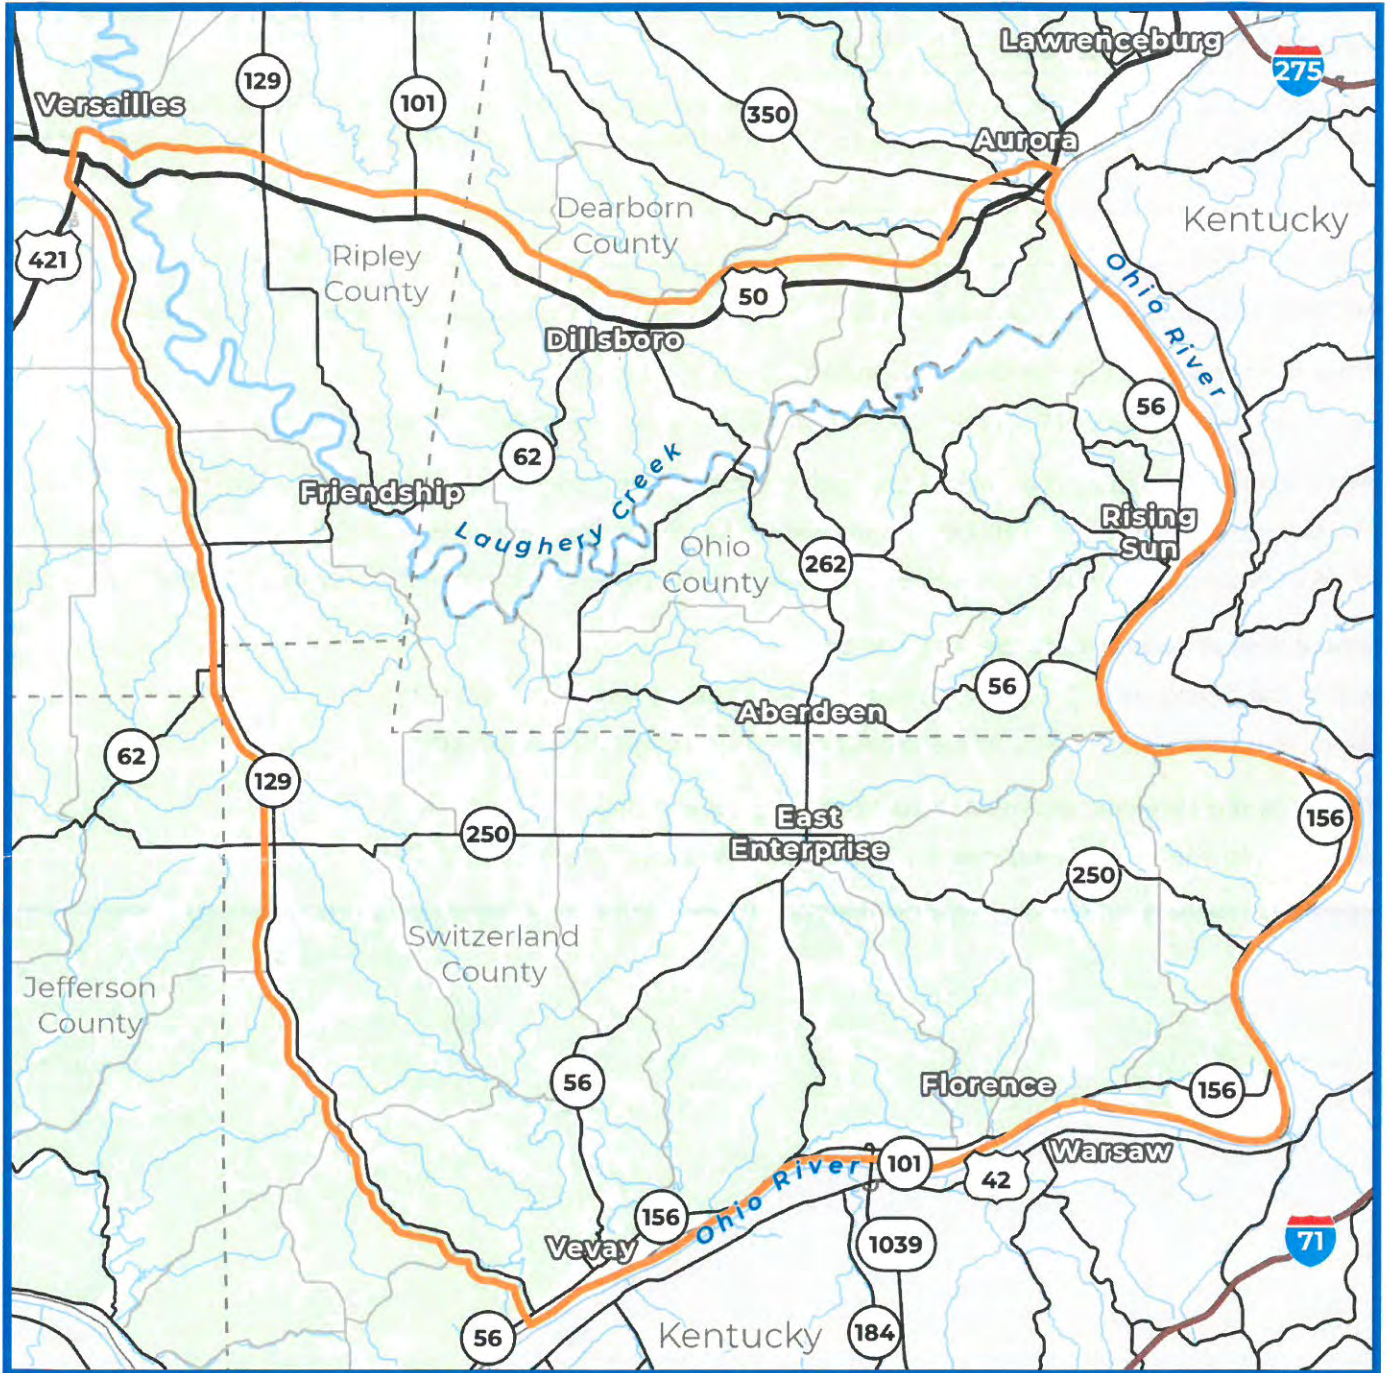 Lawrenceburg
275
129
101
Versailles
350
Aurora
Dearborn
County
Kentucky
421
Ripley
County
50
Ohio River
Dillsboro
56
62
Laughery Creek
Friendship
Rising
Sun
Ohio
County
262
56
Aberdeen
62
129
East
Enterprise
250
156
250
Switzerland
County
Jefferson
County
56
Florence
156
Warsaw
101
42
Ohio River
156
Vevay
1039
71
56
Kentucky
184